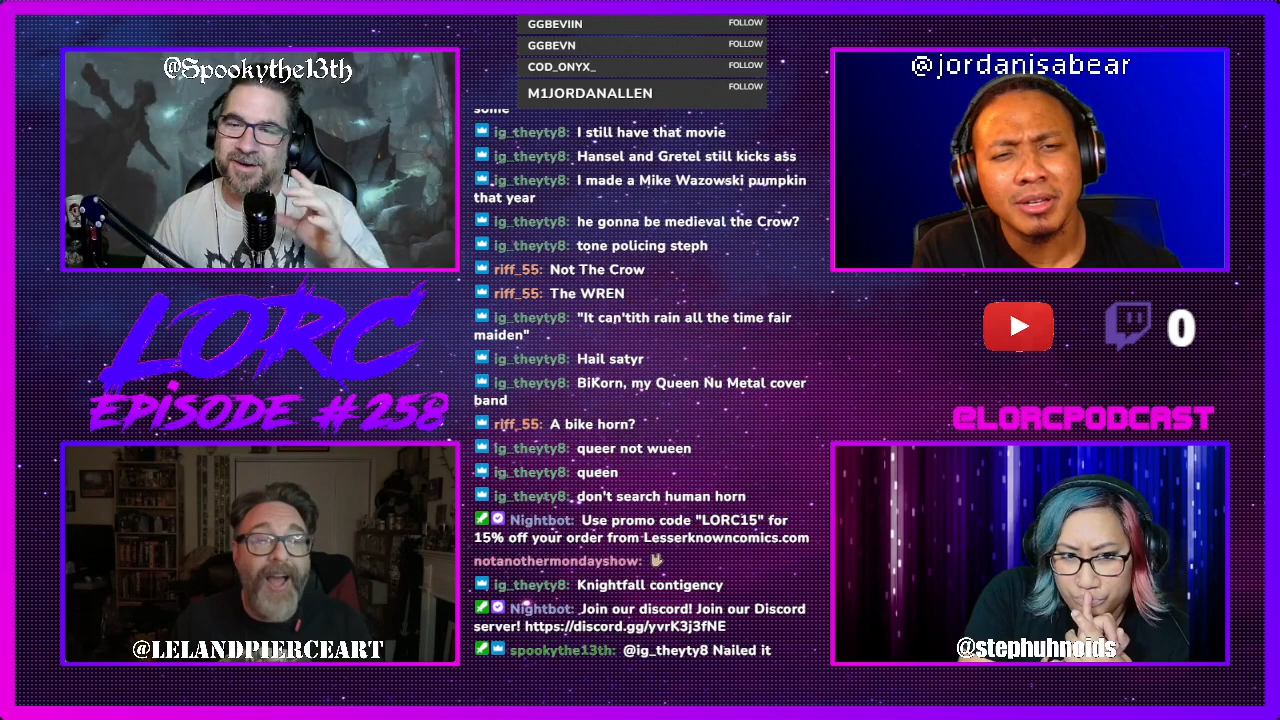 GGBEVIIN FOLLOW
GGBEVN FOLLOW
COD_ONYX_ FOLLOW
M1JORDANALLEN FOLLOW
@Spookythe13th
@jordanisabear
some
ig_theyty8: I still have that movie
ig_theyty8: Hansel and Gretel still kicks ass
ig_theyty8: I made a Mike Wazowski pumpkin
that year
ig_theyty8: he gonna be medieval the Crow?
ig_theyty8: tone policing steph
riff_55: Not The Crow
riff_55: The WREN
ig_theyty8: "It can'tith rain all the time fair
maiden"
ig_theyty8: Hail satyr
ig_theyty8: BiKorn, my Queen Nu Metal cover
band
riff_55: A bike horn?
ig_theyty8: queer not wueen
ig_theyty8: queen
ig_theyty8: don't search human horn
Nightbot: Use promo code "LORC15" for
15% off your order from Lesserknowncomics.com
notanothermondayshow:
ig_theyty8: Knightfall contigency
Nightbot: Join our discord! Join our Discord
server! https://discord.gg/yvrK3j3fNE
spookythe13th: @ig_theyty8 Nailed it
LORC
EPISODE #258
0
@LORCPODCAST
@LELANDPIERCEART
@stephuhnoids